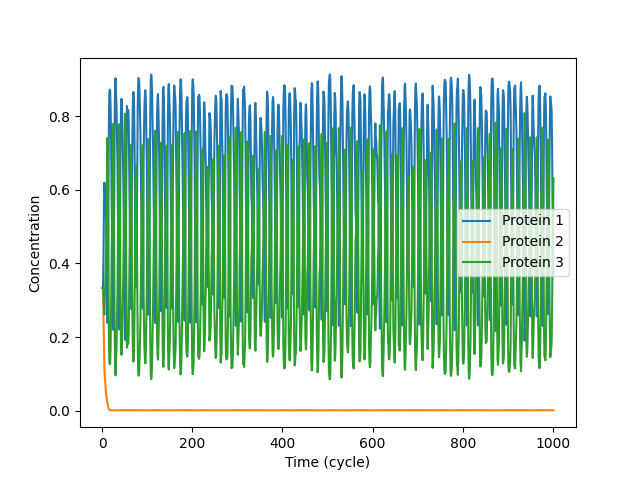 Concentration
0.8
0.6
0.4
0.2
0.0
Protein 1
Protein 2
Protein 3
0 200 400 600 800 1000
Time (cycle)